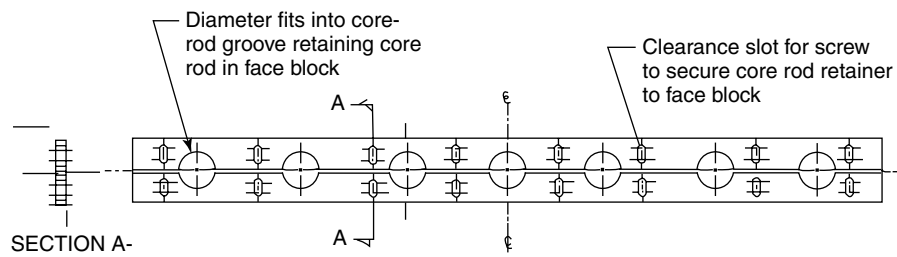 Diameter fits into core-
rod groove retaining core
rod in face block
Clearance slot for screw
to secure core rod retainer
to face block
A
℄
A
℄
SECTION A-